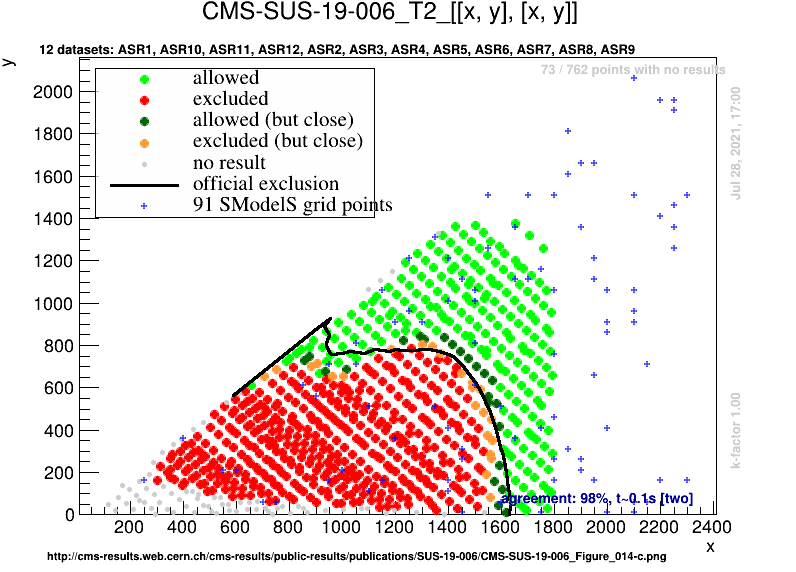 CMS-SUS-19-006_T2_[[x, y], [x, y]]
12 datasets: ASR1, ASR10, ASR11, ASR12, ASR2, ASR3, ASR4, ASR5, ASR6, ASR7, ASR8, ASR9
y
73 / 762 points with no results
allowed
excluded
allowed (but close)
excluded (but close)
no result
official exclusion
91 SModelS grid points
Jul 28, 2021, 17:00
k-factor 1.00
2000
1800
1600
1400
1200
1000
800
600
400
200
0
agreement: 98%, t~0.1s [two]
200 400 600 800 1000 1200 1400 1600 1800 2000 2200 2400
x
http://cms-results.web.cern.ch/cms-results/public-results/publications/SUS-19-006/CMS-SUS-19-006_Figure_014-c.png